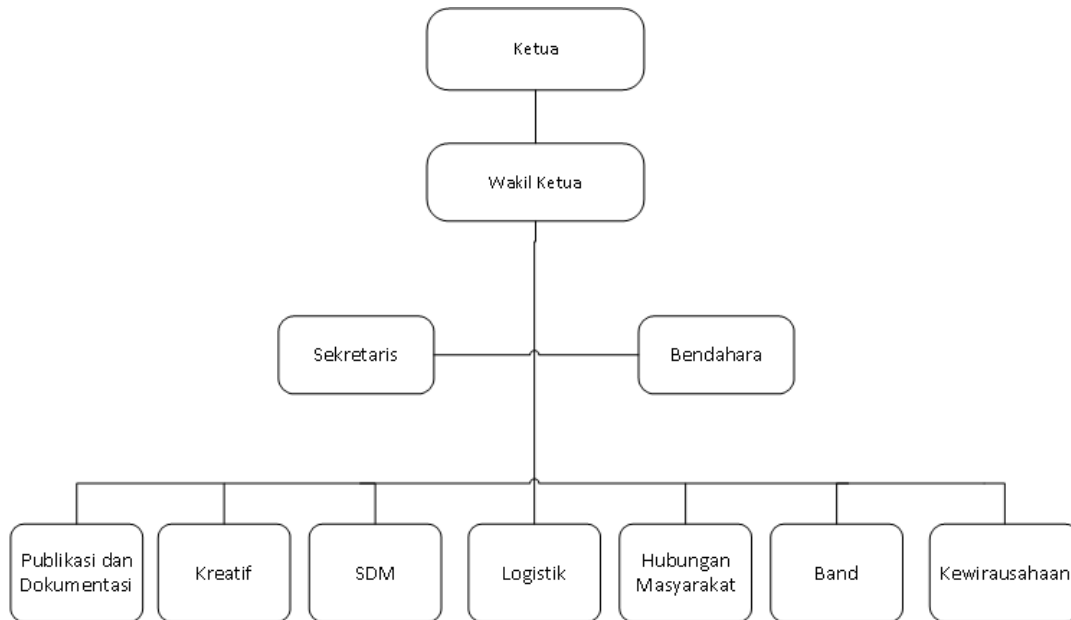 Ketua
Wakil Ketua
Sekretaris
Bendahara
Publikasi dan
Dokumentasi
Kreatif
SDM
Logistik
Hubungan
Masyarakat
Band
Kewirausahaan